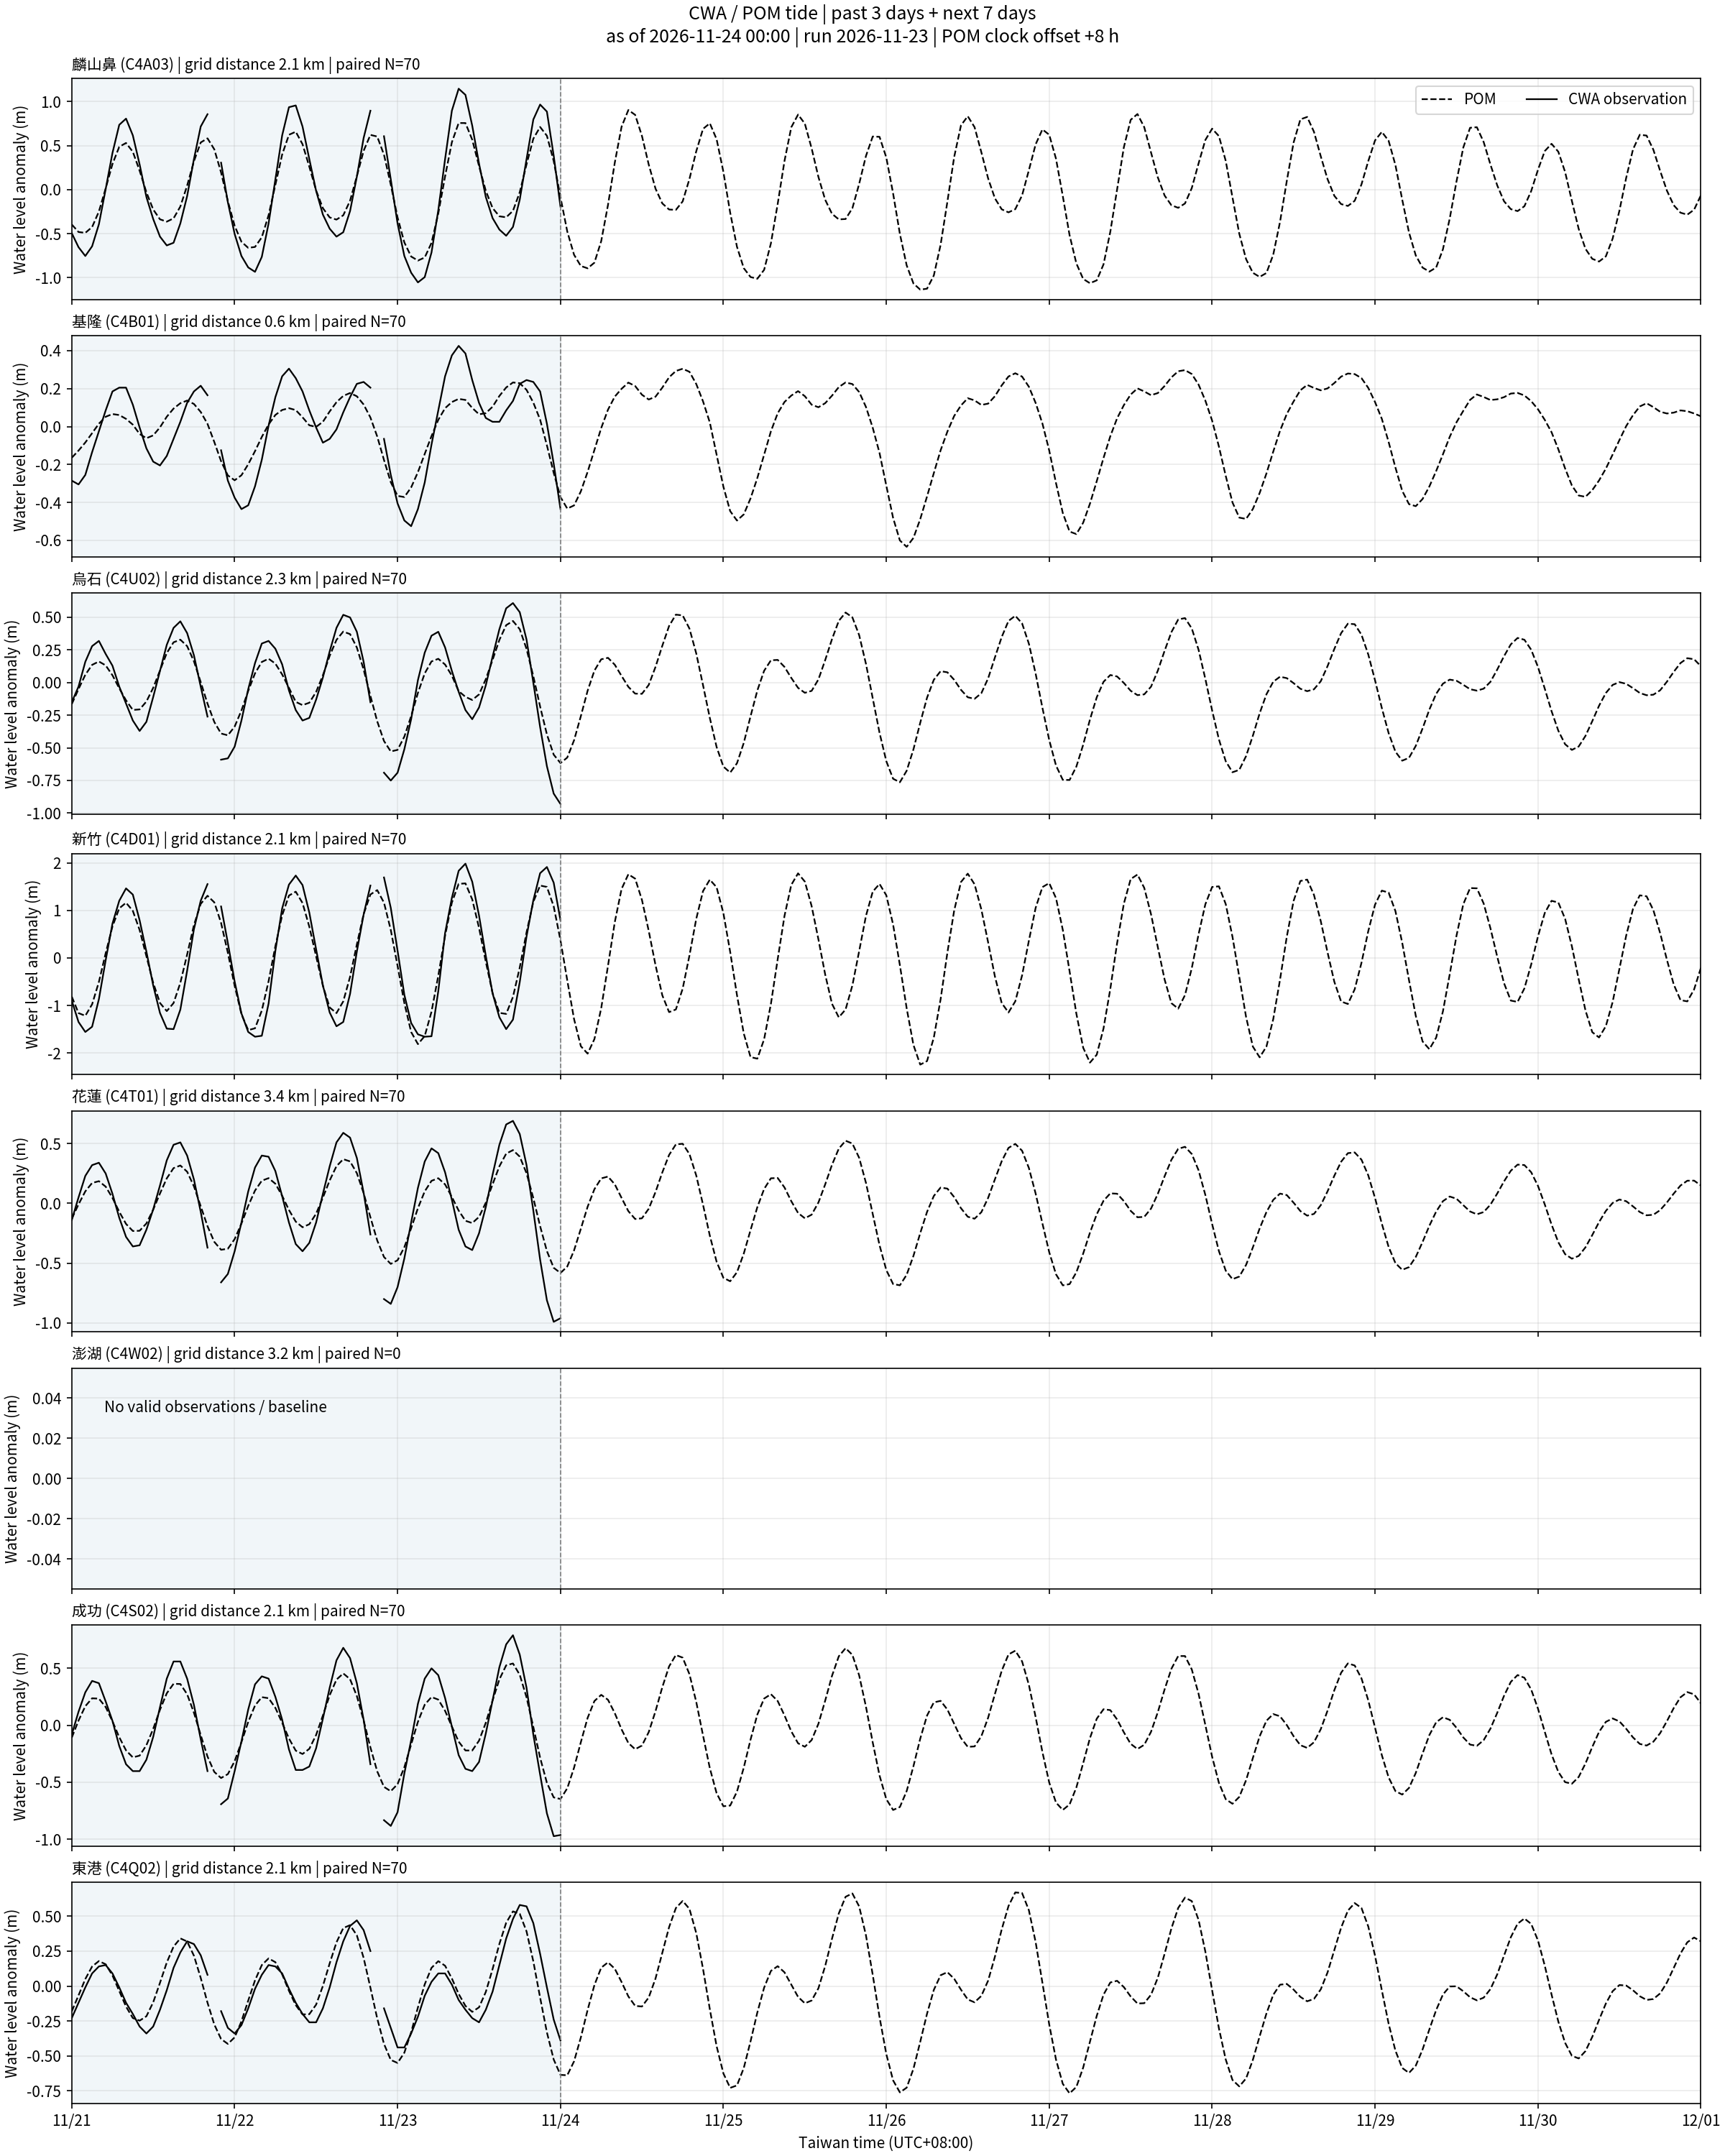 CWA / POM tide | past 3 days + next 7 days
as of 2026-11-24 00:00 | run 2026-11-23 | POM clock offset +8 h
麟山鼻 (C4A03) | grid distance 2.1 km | paired N=70
Water level anomaly (m)
1.0
0.5
0.0
-0.5
-1.0
POM
CWA observation
基隆 (C4B01) | grid distance 0.6 km | paired N=70
Water level anomaly (m)
0.4
0.2
0.0
-0.2
-0.4
-0.6
烏石 (C4U02) | grid distance 2.3 km | paired N=70
Water level anomaly (m)
0.50
0.25
0.00
-0.25
-0.50
-0.75
-1.00
新竹 (C4D01) | grid distance 2.1 km | paired N=70
Water level anomaly (m)
2
1
0
-1
-2
花蓮 (C4T01) | grid distance 3.4 km | paired N=70
Water level anomaly (m)
0.5
0.0
-0.5
-1.0
澎湖 (C4W02) | grid distance 3.2 km | paired N=0
Water level anomaly (m)
0.04
0.02
0.00
-0.02
-0.04
No valid observations / baseline
成功 (C4S02) | grid distance 2.1 km | paired N=70
Water level anomaly (m)
0.5
0.0
-0.5
-1.0
東港 (C4Q02) | grid distance 2.1 km | paired N=70
Water level anomaly (m)
0.50
0.25
0.00
-0.25
-0.50
-0.75
11/21 11/22 11/23 11/24 11/25 11/26 11/27 11/28 11/29 11/30 12/01
Taiwan time (UTC+08:00)